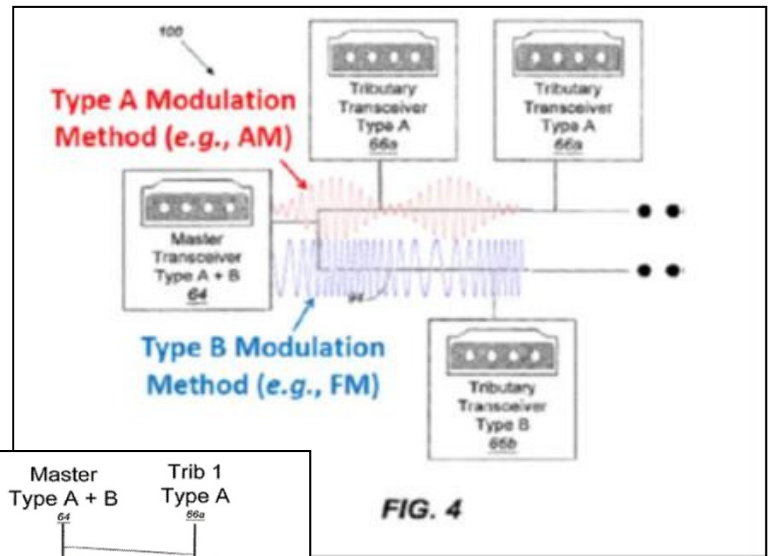 100
Type A Modulation
Method (e.g., AM)
Tributary
Transceiver
Type A
66a
Tributary
Transceiver
Type A
66a
Master
Transceiver
Type A + B
64
94
Type B Modulation
Method (e.g., FM)
Tributary
Transceiver
Type B
66b
FIG. 4
Master
Type A + B
64
Trib 1
Type A
66a